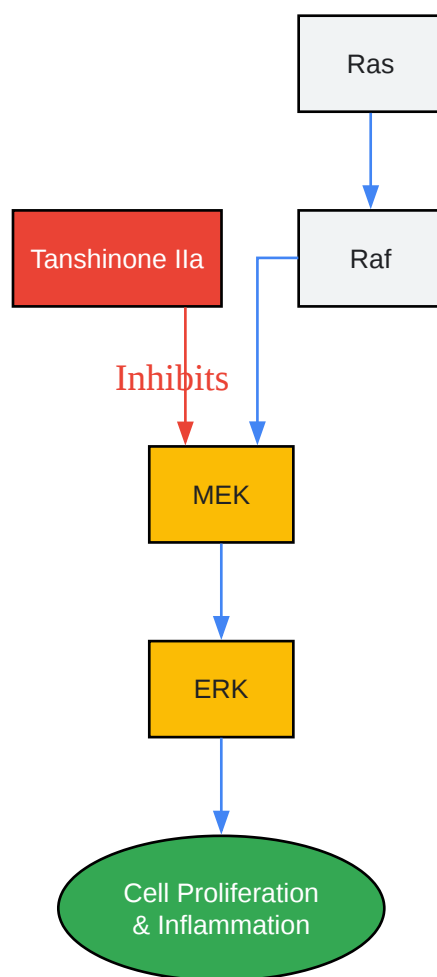 Ras
Tanshinone IIa
Raf
Inhibits
MEK
ERK
Cell Proliferation
& Inflammation